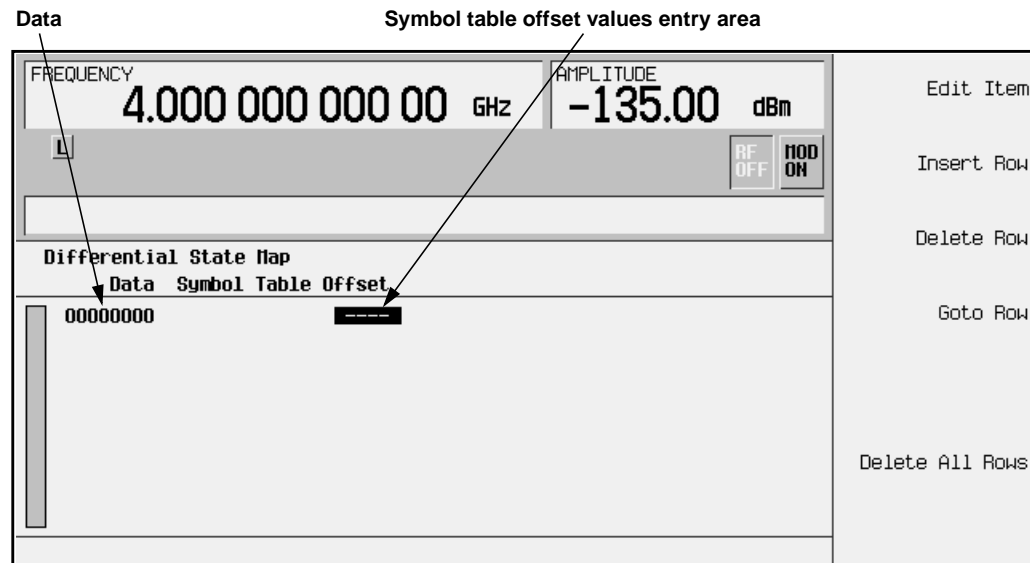 Data
Symbol table offset values entry area
FREQUENCY
4.000 000 000 00 GHz
AMPLITUDE
-135.00 dBm
L
RF OFF
MOD ON
Differential State Map
Data Symbol Table Offset
00000000 ----
Edit Item
Insert Row
Delete Row
Goto Row
Delete All Rows